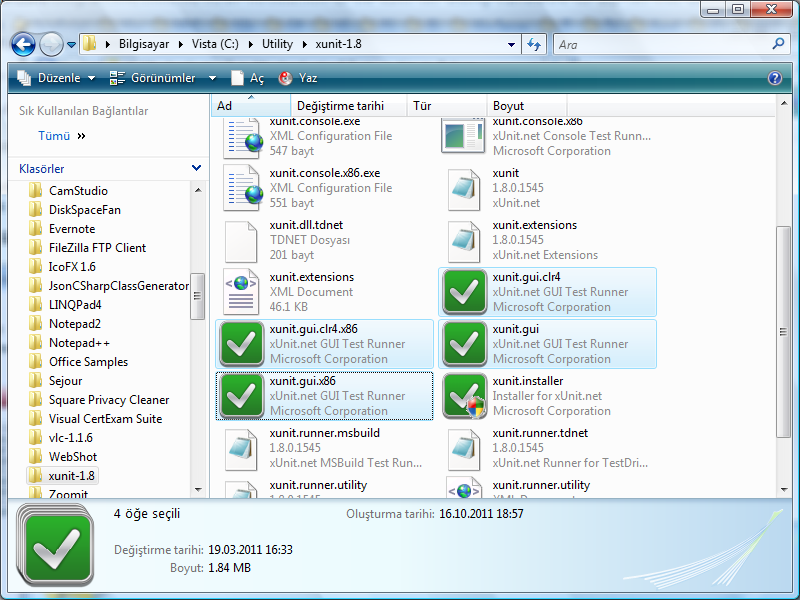 Bilgisayar Vista (C:) Utility xunit-1.8
Ara
Düzenle Görünümler Aç Yaz
Sık Kullanılan Bağlantılar
Tümü »
Klasörler
CamStudio
DiskSpaceFan
Evernote
FileZilla FTP Client
IcoFX 1.6
JsonCSharpClassGenerator
LINQPad4
Notepad2
Notepad++
Office Samples
Sejour
Square Privacy Cleaner
Visual CertExam Suite
vlc-1.1.6
WebShot
xunit-1.8
Zoomit
Ad Değiştirme tarihi Tür Boyut
xunit.console.exe
XML Configuration File
547 bayt
xunit.console.x86
xUnit.net Console Test Runn...
Microsoft Corporation
xunit.console.x86.exe
XML Configuration File
551 bayt
xunit
1.8.0.1545
xUnit.net
xunit.dll.tdnet
TDNET Dosyası
201 bayt
xunit.extensions
1.8.0.1545
xUnit.net Extensions
xunit.extensions
XML Document
46.1 KB
xunit.gui.clr4
xUnit.net GUI Test Runner
Microsoft Corporation
xunit.gui.clr4.x86
xUnit.net GUI Test Runner
Microsoft Corporation
xunit.gui
xUnit.net GUI Test Runner
Microsoft Corporation
xunit.gui.x86
xUnit.net GUI Test Runner
Microsoft Corporation
xunit.installer
Installer for xUnit.net
Microsoft Corporation
xunit.runner.msbuild
1.8.0.1545
xUnit.net MSBuild Test Run...
xunit.runner.tdnet
1.8.0.1545
xUnit.net Runner for TestDri...
xunit.runner.utility
1.8.0.1545
xunit.runner.utility
XML Document
4 öğe seçili
Oluşturma tarihi: 16.10.2011 18:57
Değiştirme tarihi: 19.03.2011 16:33
Boyut: 1.84 MB